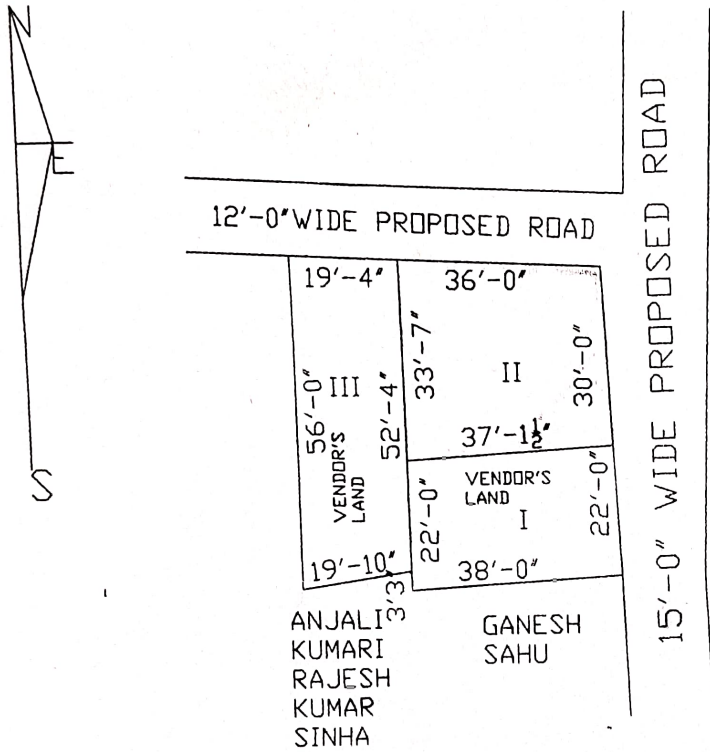 N
E
S
12'-0" WIDE PROPOSED ROAD
15'-0" WIDE PROPOSED ROAD
19'-4"
36'-0"
56'-0"
III
52'-4"
33'-7"
II
30'-0"
37'-1½"
VENDOR'S
LAND
VENDOR'S
LAND
I
22'-0"
22'-0"
19'-10"
3'3
38'-0"
ANJALI
KUMARI
RAJESH
KUMAR
SINHA
GANESH
SAHU